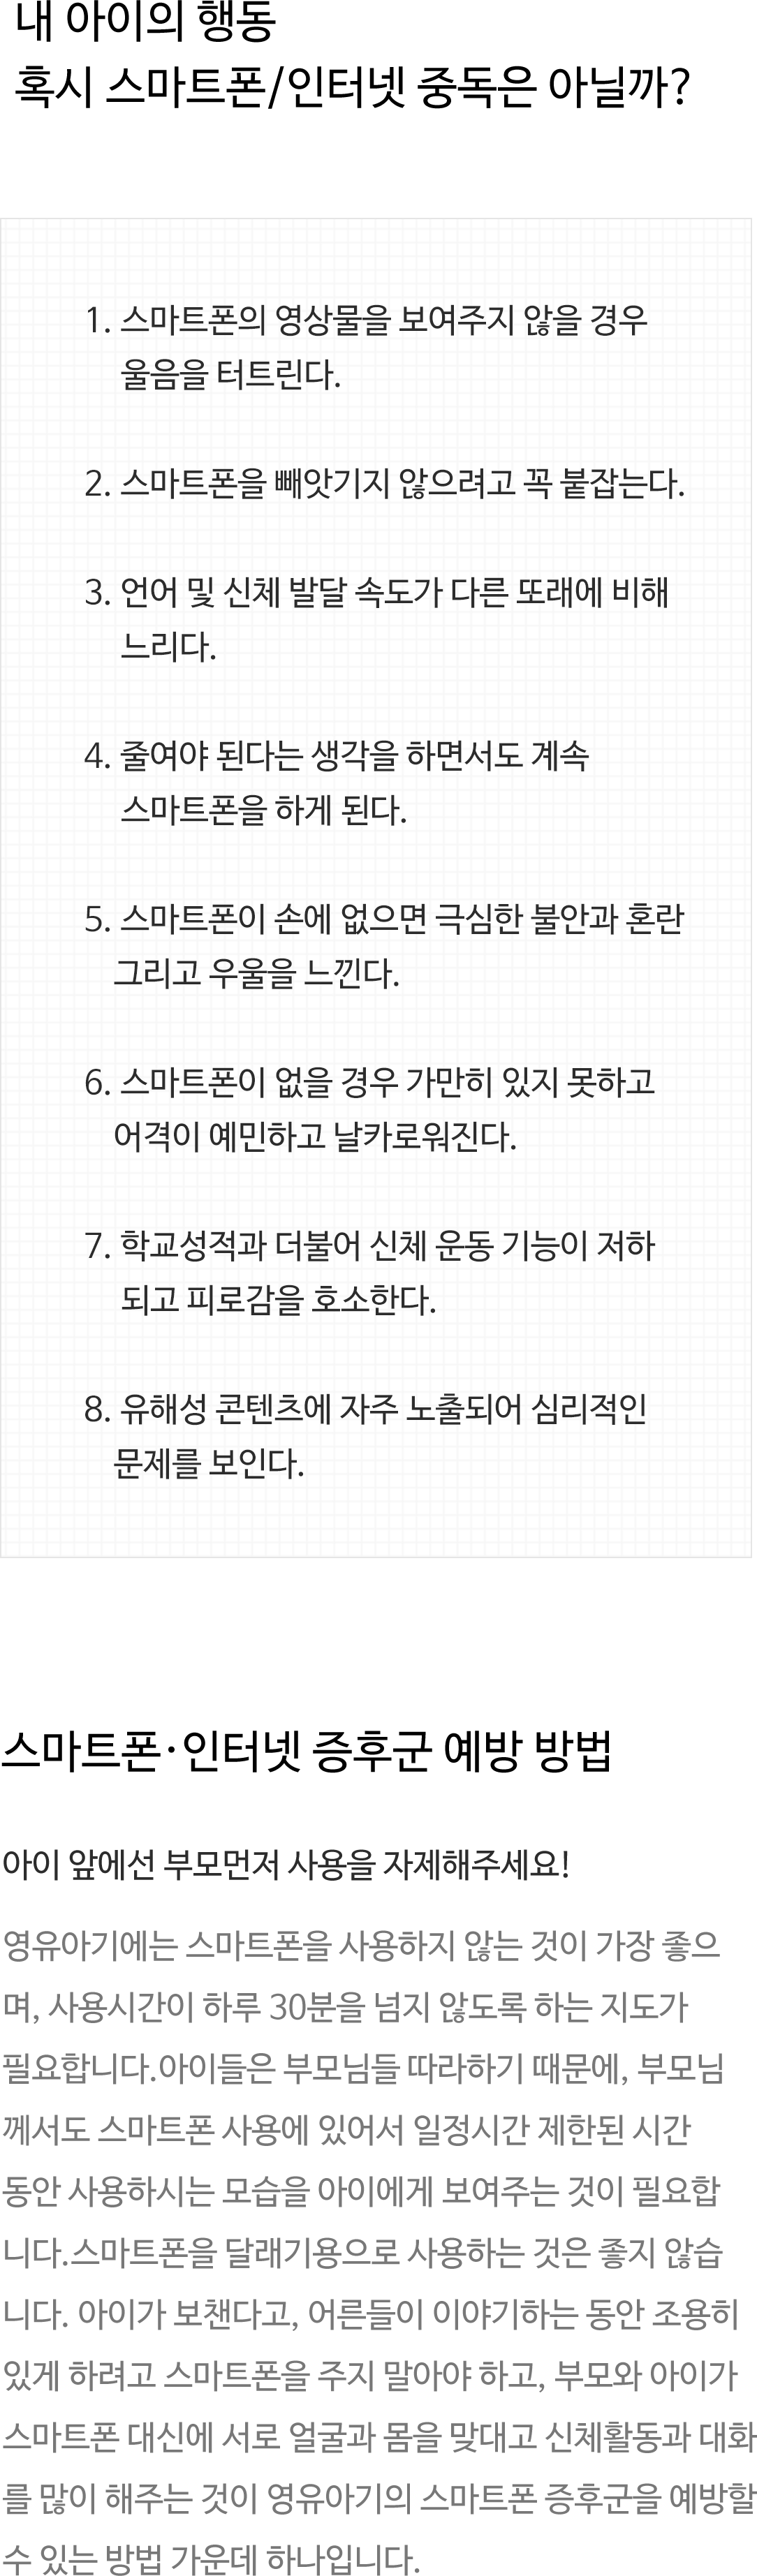 내 아이의 행동
혹시 스마트폰/인터넷 중독은 아닐까?
1. 스마트폰의 영상물을 보여주지 않을 경우
울음을 터트린다.
2. 스마트폰을 빼앗기지 않으려고 꼭 붙잡는다.
3. 언어 및 신체 발달 속도가 다른 또래에 비해
느리다.
4. 줄여야 된다는 생각을 하면서도 계속
스마트폰을 하게 된다.
5. 스마트폰이 손에 없으면 극심한 불안과 혼란
그리고 우울을 느낀다.
6. 스마트폰이 없을 경우 가만히 있지 못하고
어격이 예민하고 날카로워진다.
7. 학교성적과 더불어 신체 운동 기능이 저하
되고 피로감을 호소한다.
8. 유해성 콘텐츠에 자주 노출되어 심리적인
문제를 보인다.
스마트폰·인터넷 증후군 예방 방법
아이 앞에선 부모먼저 사용을 자제해주세요!
영유아기에는 스마트폰을 사용하지 않는 것이 가장 좋으
며, 사용시간이 하루 30분을 넘지 않도록 하는 지도가
필요합니다.아이들은 부모님들 따라하기 때문에, 부모님
께서도 스마트폰 사용에 있어서 일정시간 제한된 시간
동안 사용하시는 모습을 아이에게 보여주는 것이 필요합
니다.스마트폰을 달래기용으로 사용하는 것은 좋지 않습
니다. 아이가 보챈다고, 어른들이 이야기하는 동안 조용히
있게 하려고 스마트폰을 주지 말아야 하고, 부모와 아이가
스마트폰 대신에 서로 얼굴과 몸을 맞대고 신체활동과 대화
를 많이 해주는 것이 영유아기의 스마트폰 증후군을 예방할
수 있는 방법 가운데 하나입니다.